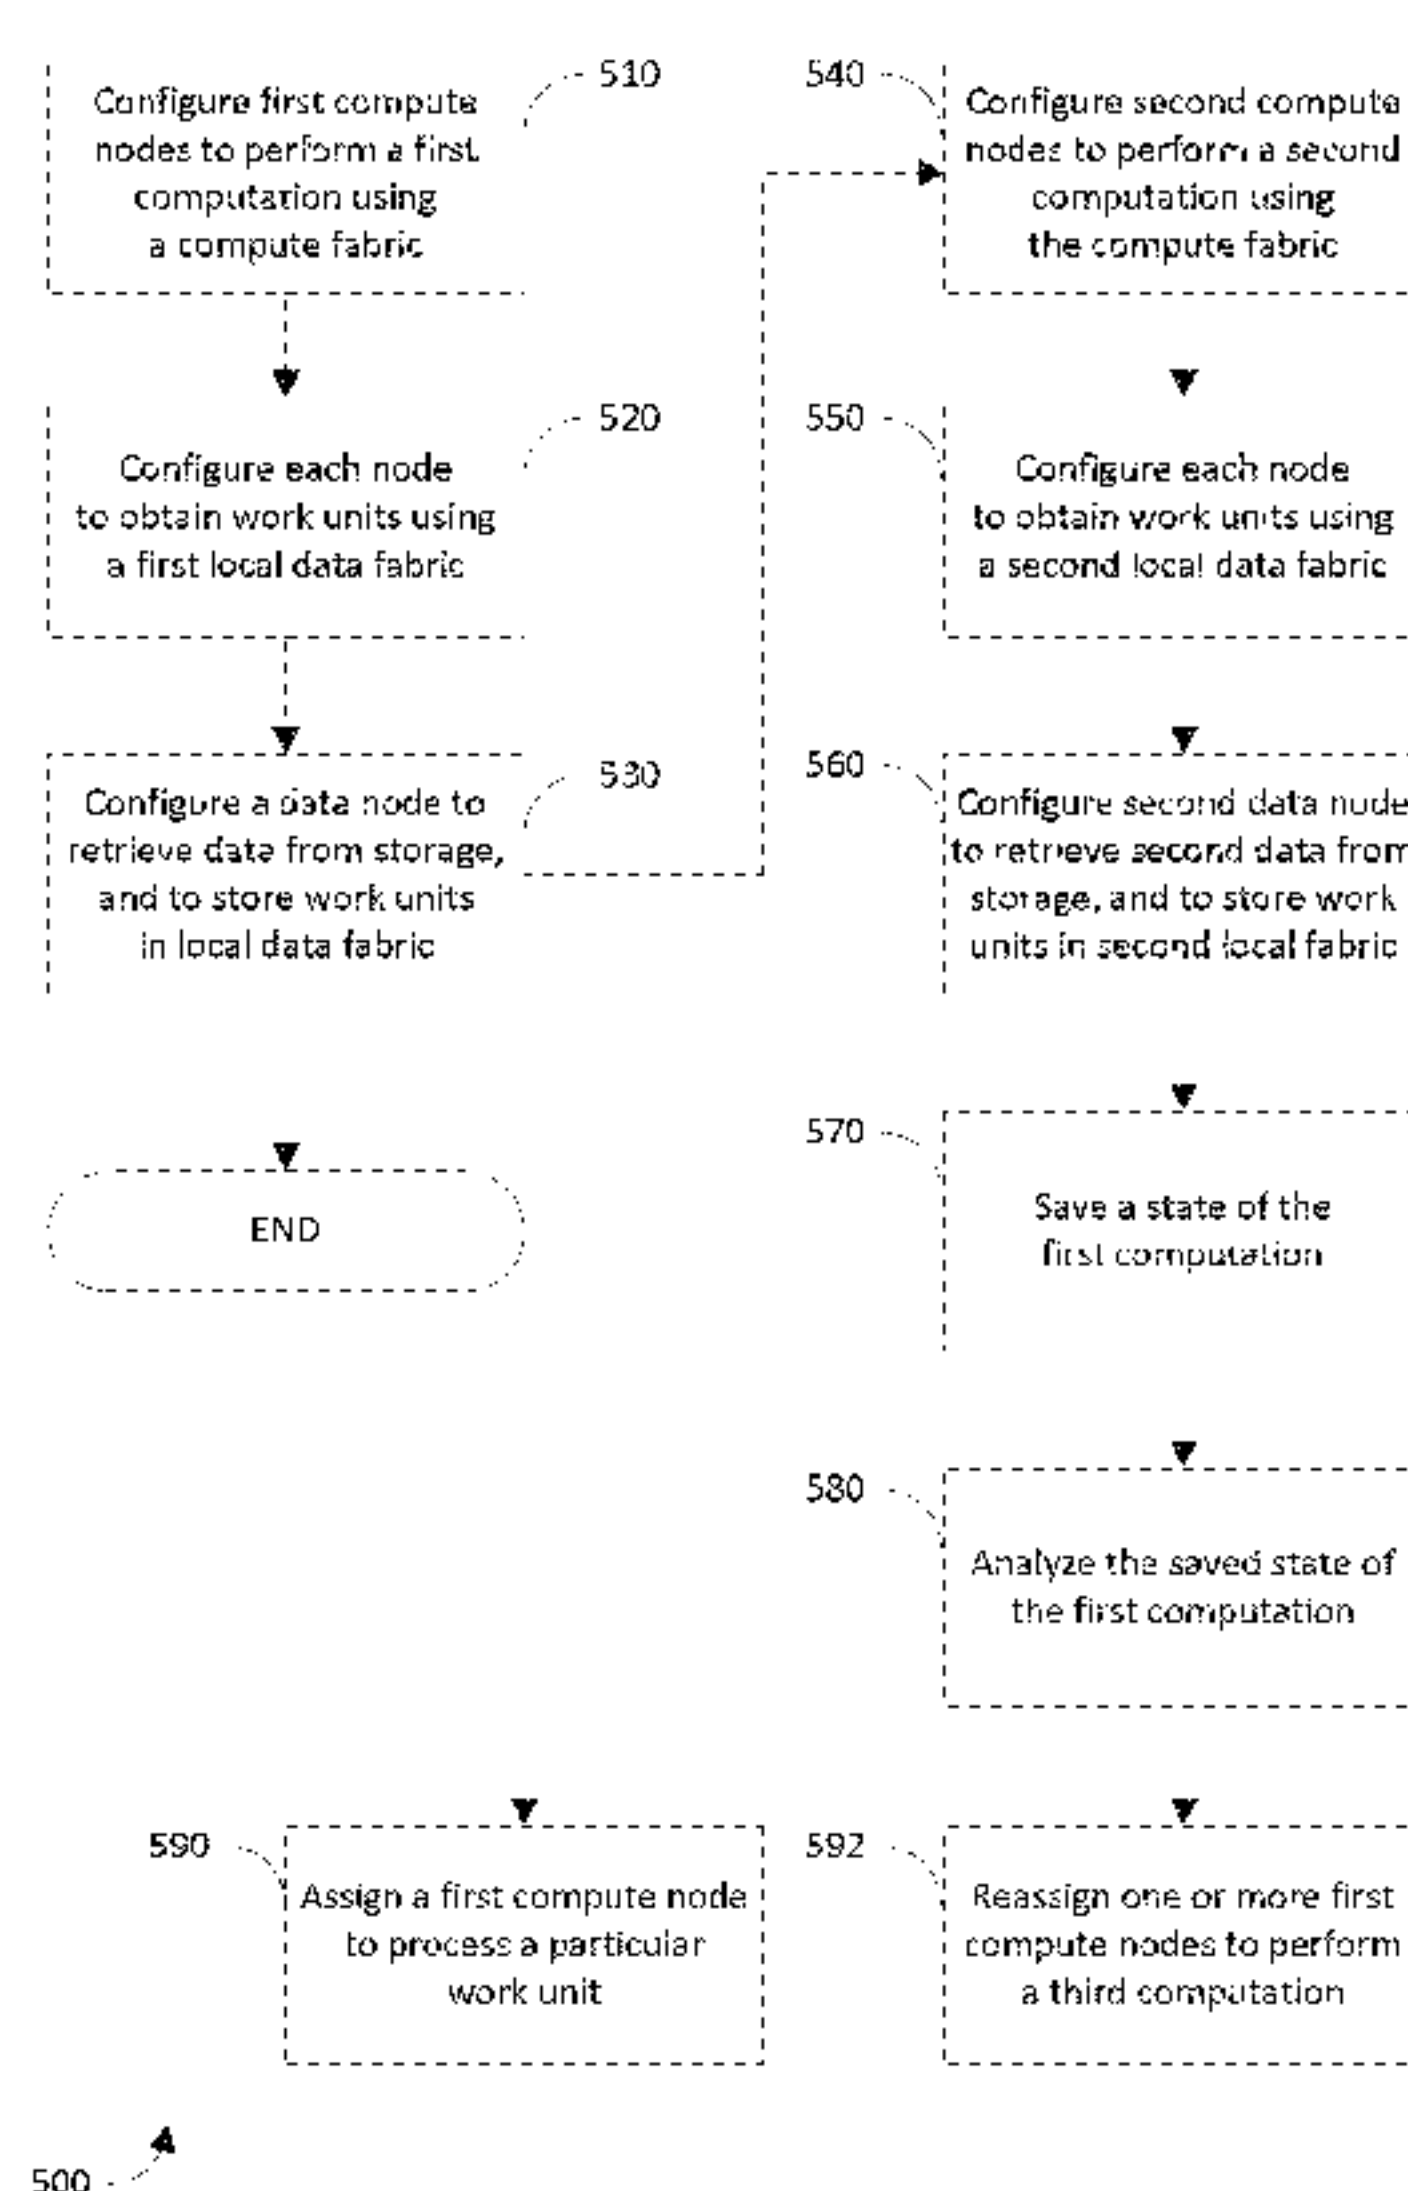 510
Configure first compute
nodes to perform a first
computation using
a compute fabric
520
Configure each node
to obtain work units using
a first local data fabric
530
Configure a data node to
retrieve data from storage,
and to store work units
in local data fabric
END
540
Configure second compute
nodes to perform a second
computation using
the compute fabric
550
Configure each node
to obtain work units using
a second local data fabric
560
Configure second data node
to retrieve second data from
storage, and to store work
units in second local fabric
570
Save a state of the
first computation
580
Analyze the saved state of
the first computation
590
Assign a first compute node
to process a particular
work unit
592
Reassign one or more first
compute nodes to perform
a third computation
500